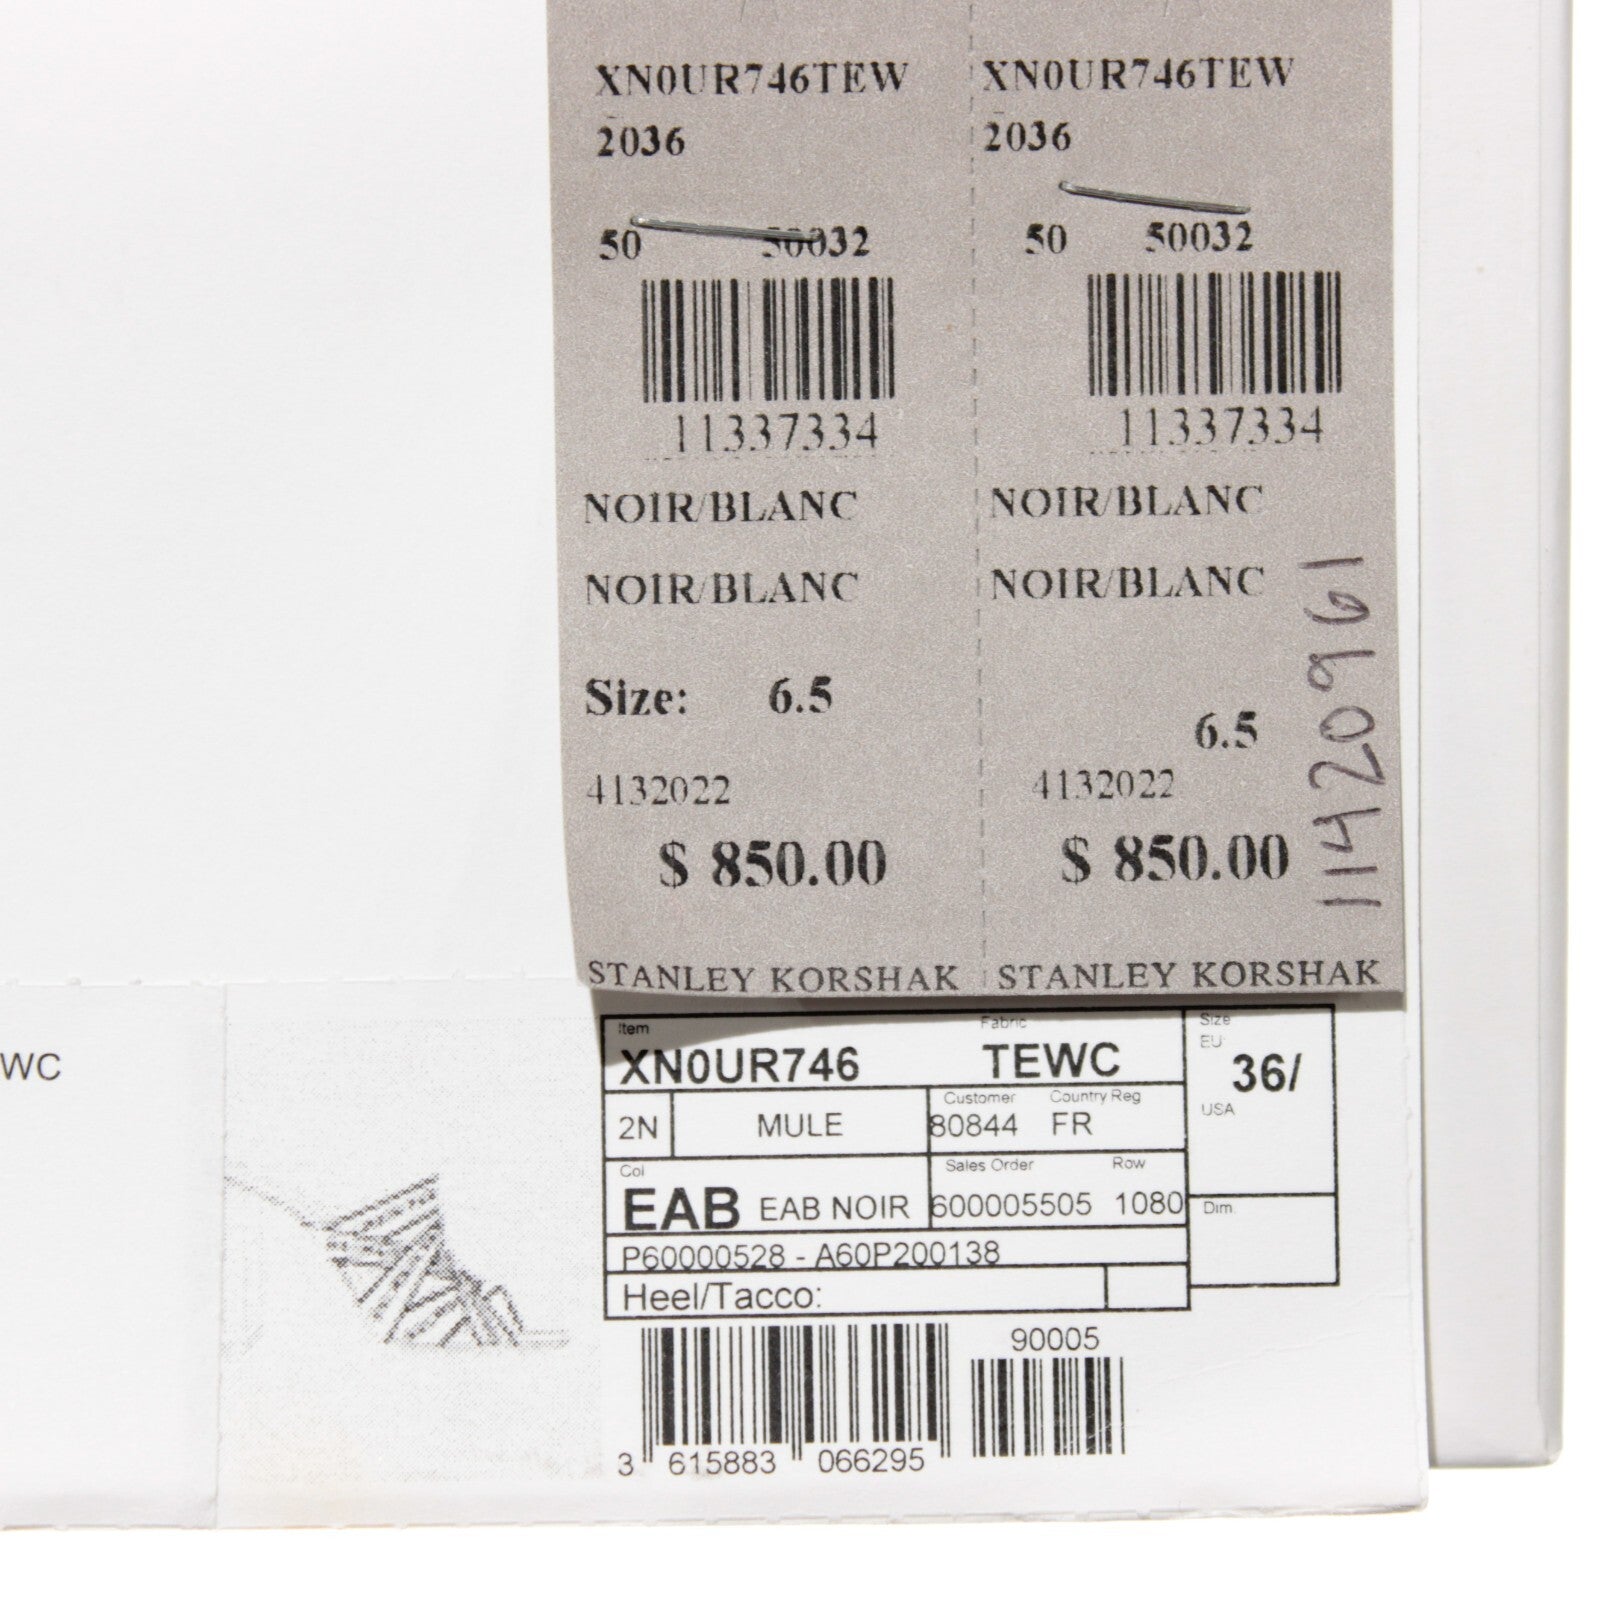 XN0UR746TEW
2036
50 50032
11337334
NOIR/BLANC
NOIR/BLANC
Size: 6.5
4132022
$ 850.00
STANLEY KORSHAK
XN0UR746TEW
2036
50 50032
11337334
NOIR/BLANC
NOIR/BLANC
6.5
4132022
$ 850.00
STANLEY KORSHAK
11420961
WC
Item Fabric
XN0UR746 TEWC
Size
EU
36/
USA
Dim.
2N MULE
Customer Country Reg
80844 FR
Col
EAB EAB NOIR
Sales Order Row
600005505 1080
P60000528 - A60P200138
Heel/Tacco:
90005
3 615883 066295